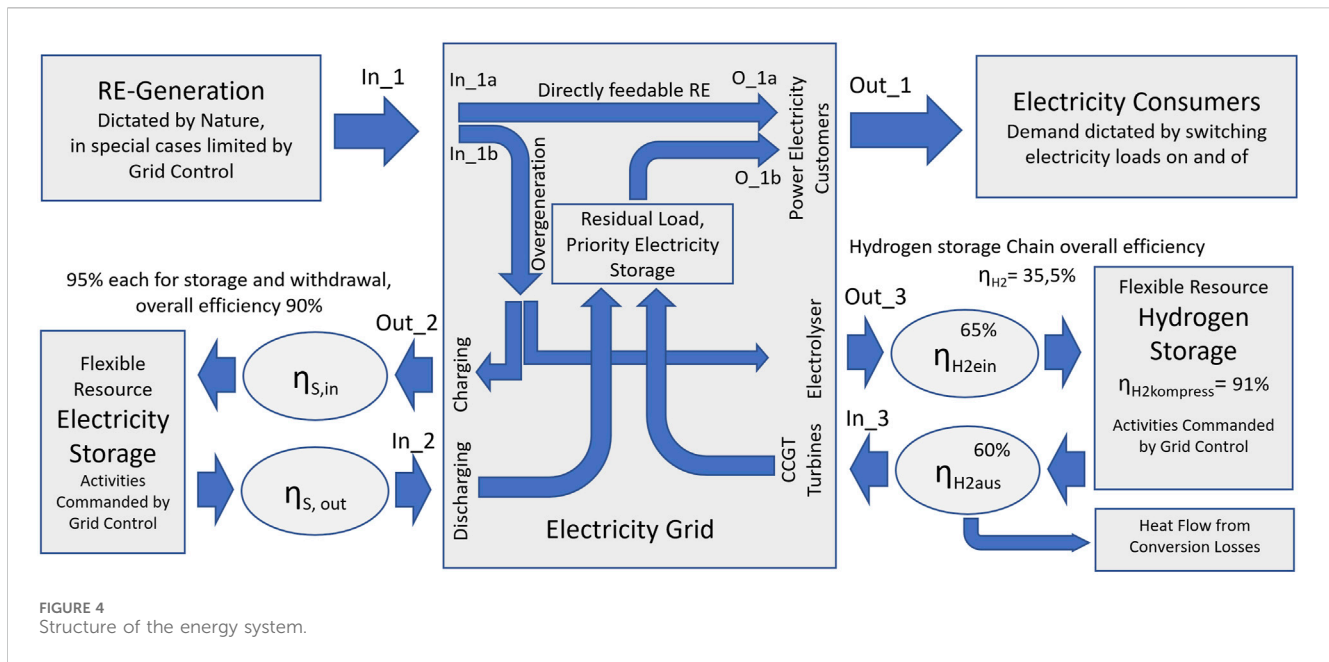 RE-Generation
Dictated by Nature,
in special cases limited by
Grid Control
In_1
In_1a
Directly feedable RE
O_1a
In_1b
O_1b
Overgeneration
Residual Load,
Priority Electricity
Storage
Power Electricity
Customers
Out_1
Electricity Consumers
Demand dictated by switching
electricity loads on and of
95% each for storage and withdrawal,
overall efficiency 90%
Out_2
Flexible
Resource
Electricity
Storage
Activities
Commanded by
Grid Control
ηS,in
ηS, out
In_2
Charging
Discharging
Electricity Grid
Electrolyser
CCGT
Turbines
Hydrogen storage Chain overall efficiency
ηH2= 35,5%
Out_3
65%
ηH2ein
In_3
60%
ηH2aus
Flexible Resource
Hydrogen
Storage
ηH2kompress= 91%
Activities Commanded
by Grid Control
Heat Flow from
Conversion Losses
FIGURE 4
Structure of the energy system.